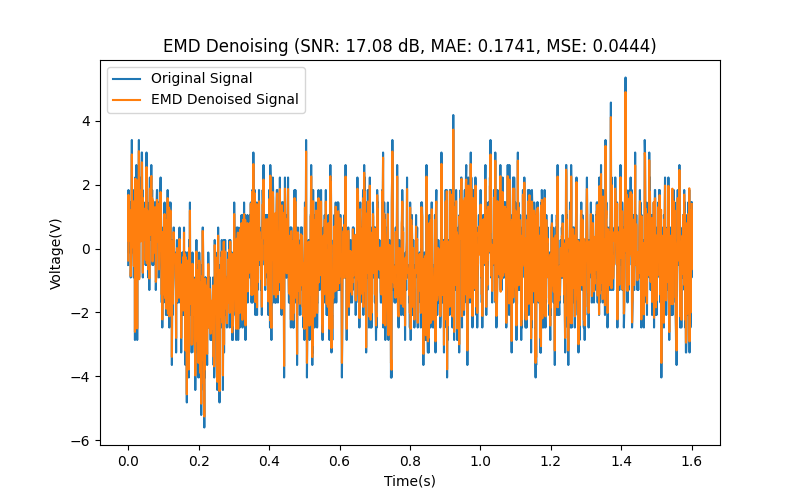 EMD Denoising (SNR: 17.08 dB, MAE: 0.1741, MSE: 0.0444)
Original Signal
EMD Denoised Signal
Voltage(V)
4
2
0
−2
−4
−6
0.0 0.2 0.4 0.6 0.8 1.0 1.2 1.4 1.6
Time(s)